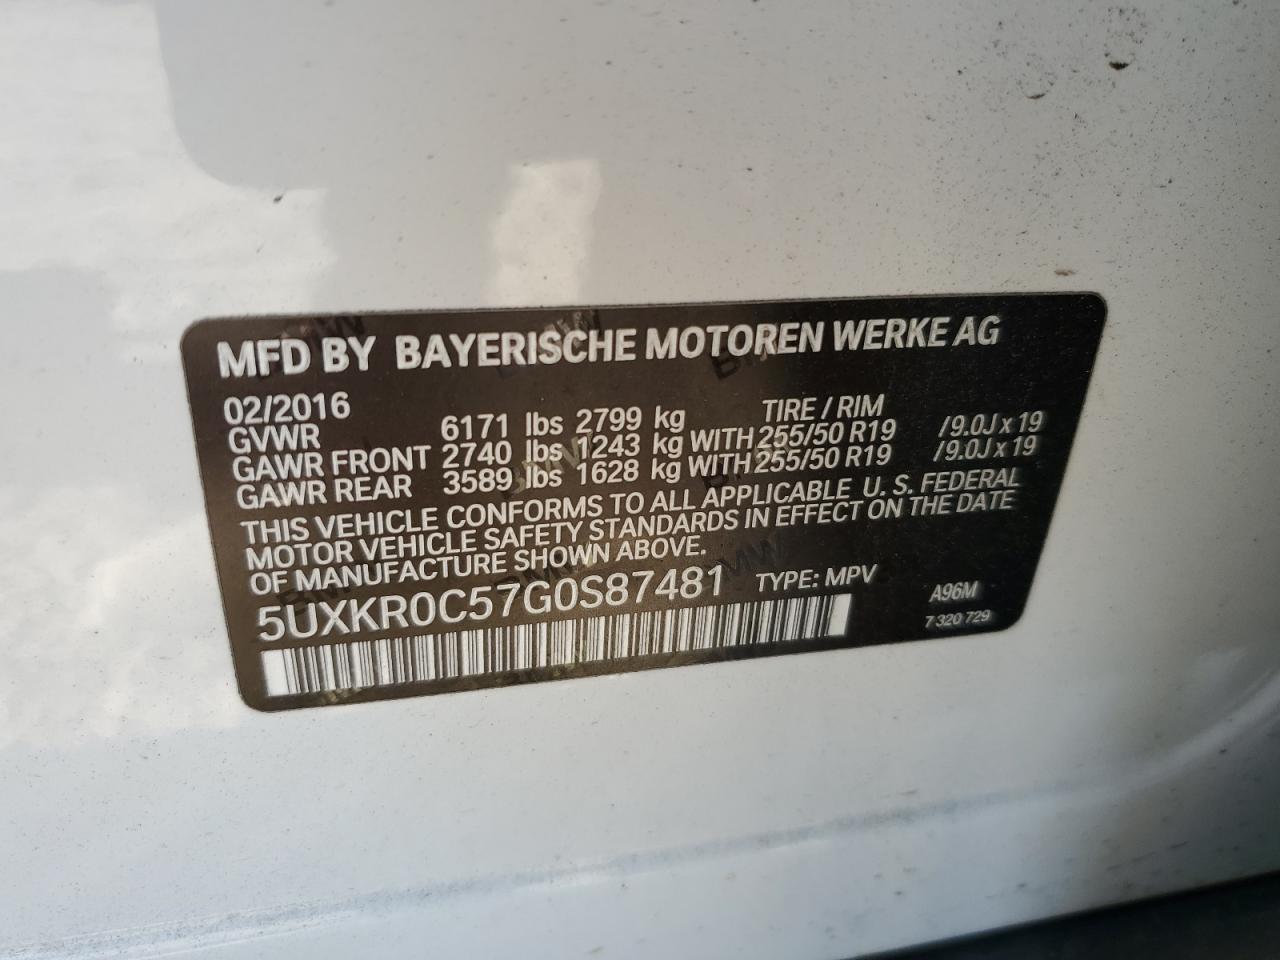 MFD BY BAYERISCHE MOTOREN WERKE AG
02/2016 TIRE / RIM
GVWR 6171 lbs 2799 kg
GAWR FRONT 2740 lbs 1243 kg WITH 255/50 R19 /9.0J x 19
GAWR REAR 3589 lbs 1628 kg WITH 255/50 R19 /9.0J x 19
THIS VEHICLE CONFORMS TO ALL APPLICABLE U. S. FEDERAL
MOTOR VEHICLE SAFETY STANDARDS IN EFFECT ON THE DATE
OF MANUFACTURE SHOWN ABOVE.
5UXKR0C57G0S87481 TYPE: MPV A96M
7 320 729